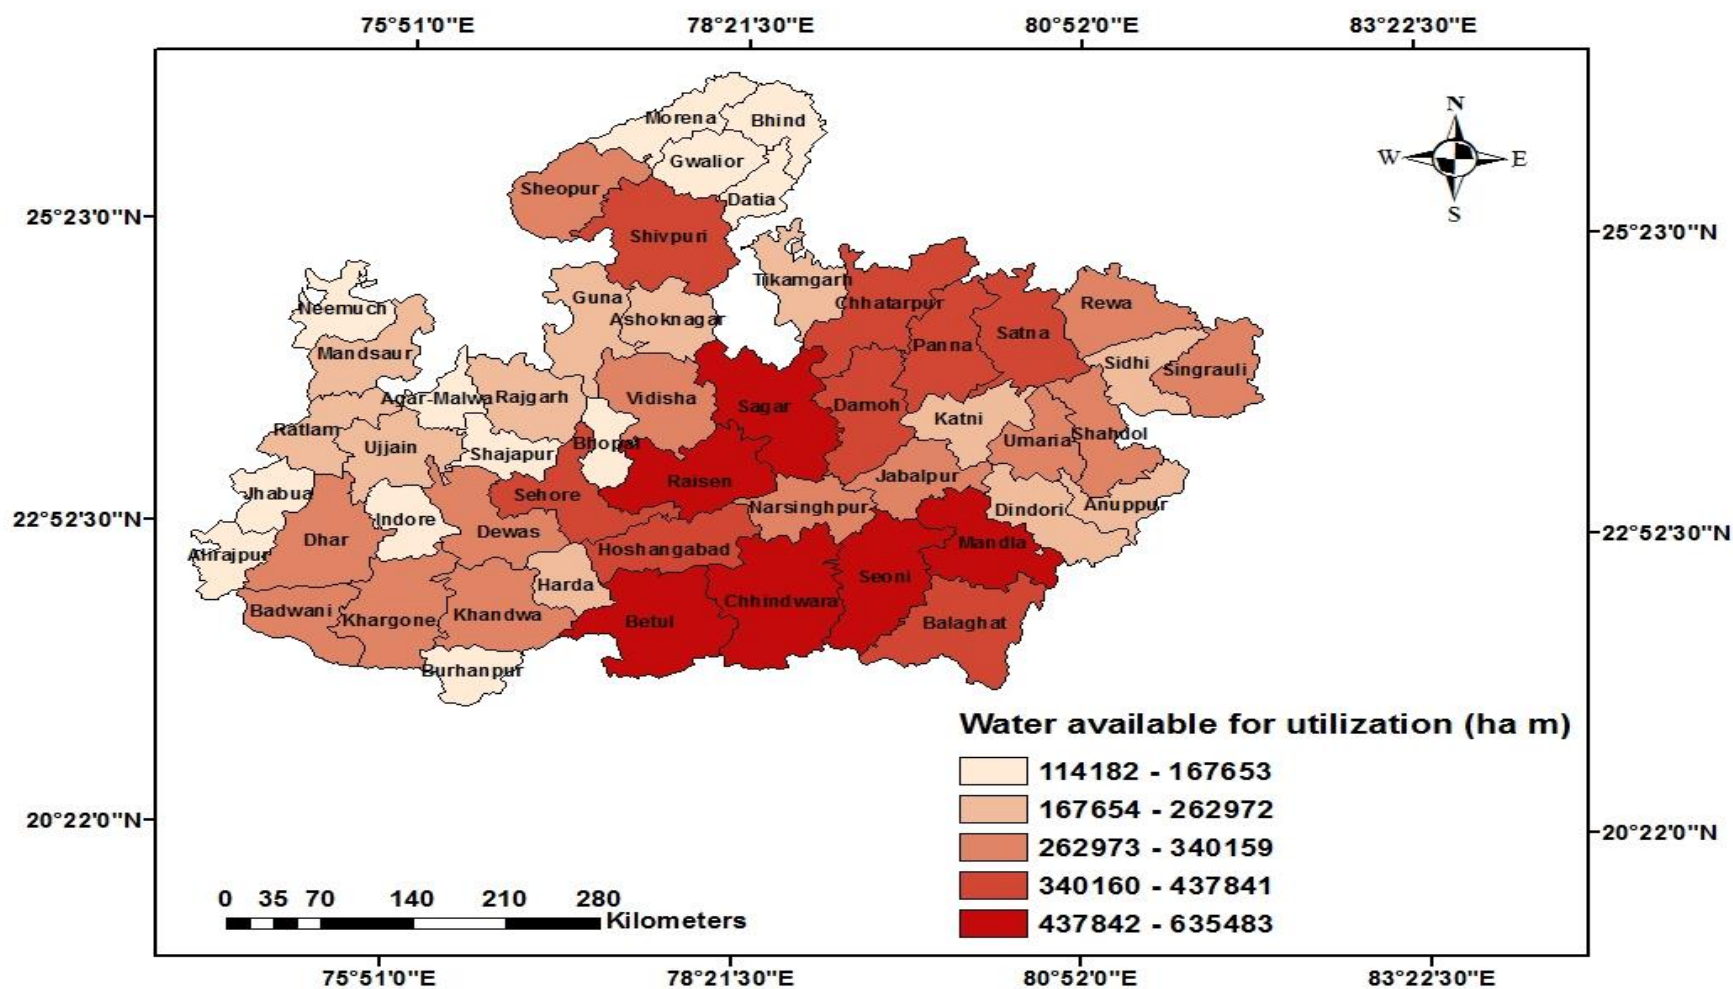 75°51'0"E 78°21'30"E 80°52'0"E 83°22'30"E
N
W E
S
Morena Bhind
Gwalior
Sheopur Datia
25°23'0"N 25°23'0"N
Shivpuri
Tikamgarh
Guna Chhatarpur Rewa
Neemuch Ashoknagar
Satna
Panna
Mandsaur Sidhi Singrauli
Agar-Malwa Rajgarh Vidisha Sagar Damoh
Katni
Ratlam Ujjain Bhopal Umaria Shahdol
Shajapur
Jhabua Sehore Raisen Jabalpur
Narsinghpur Dindori Anuppur
22°52'30"N Indore 22°52'30"N
Dhar Dewas
Alirajpur Hoshangabad Mandla
Harda Seoni
Badwani Khargone Khandwa Betul Chhindwara Balaghat
Burhanpur
Water available for utilization (ha m)
114182 - 167653
167654 - 262972
20°22'0"N 20°22'0"N
262973 - 340159
340160 - 437841
437842 - 635483
0 35 70 140 210 280
Kilometers
75°51'0"E 78°21'30"E 80°52'0"E 83°22'30"E